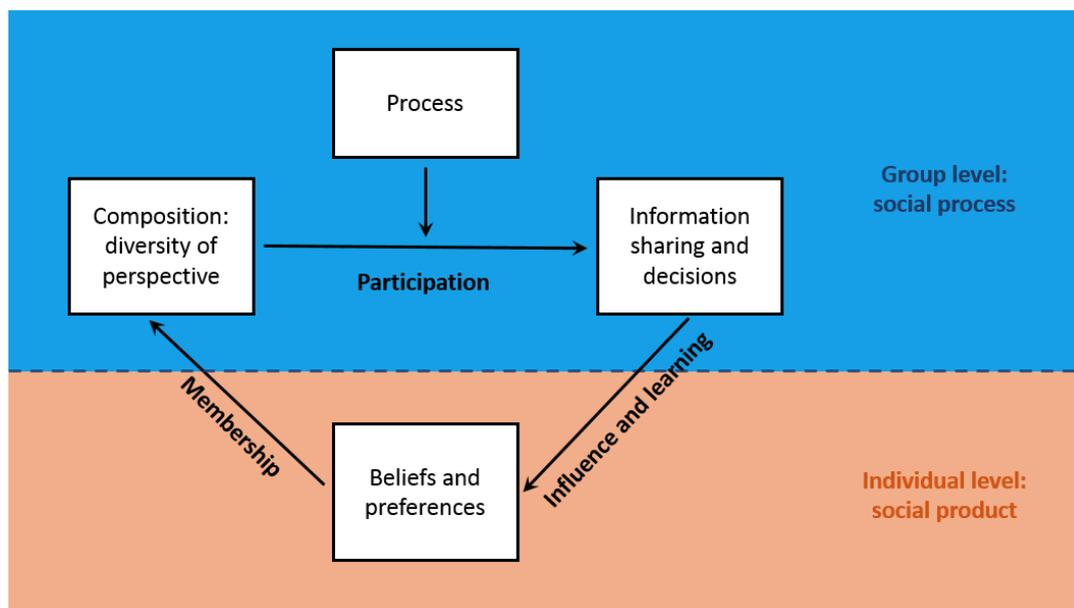 Process
Group level:
social process
Composition:
diversity of
perspective
Information
sharing and
decisions
Participation
Membership
Influence and learning
Beliefs and
preferences
Individual level:
social product